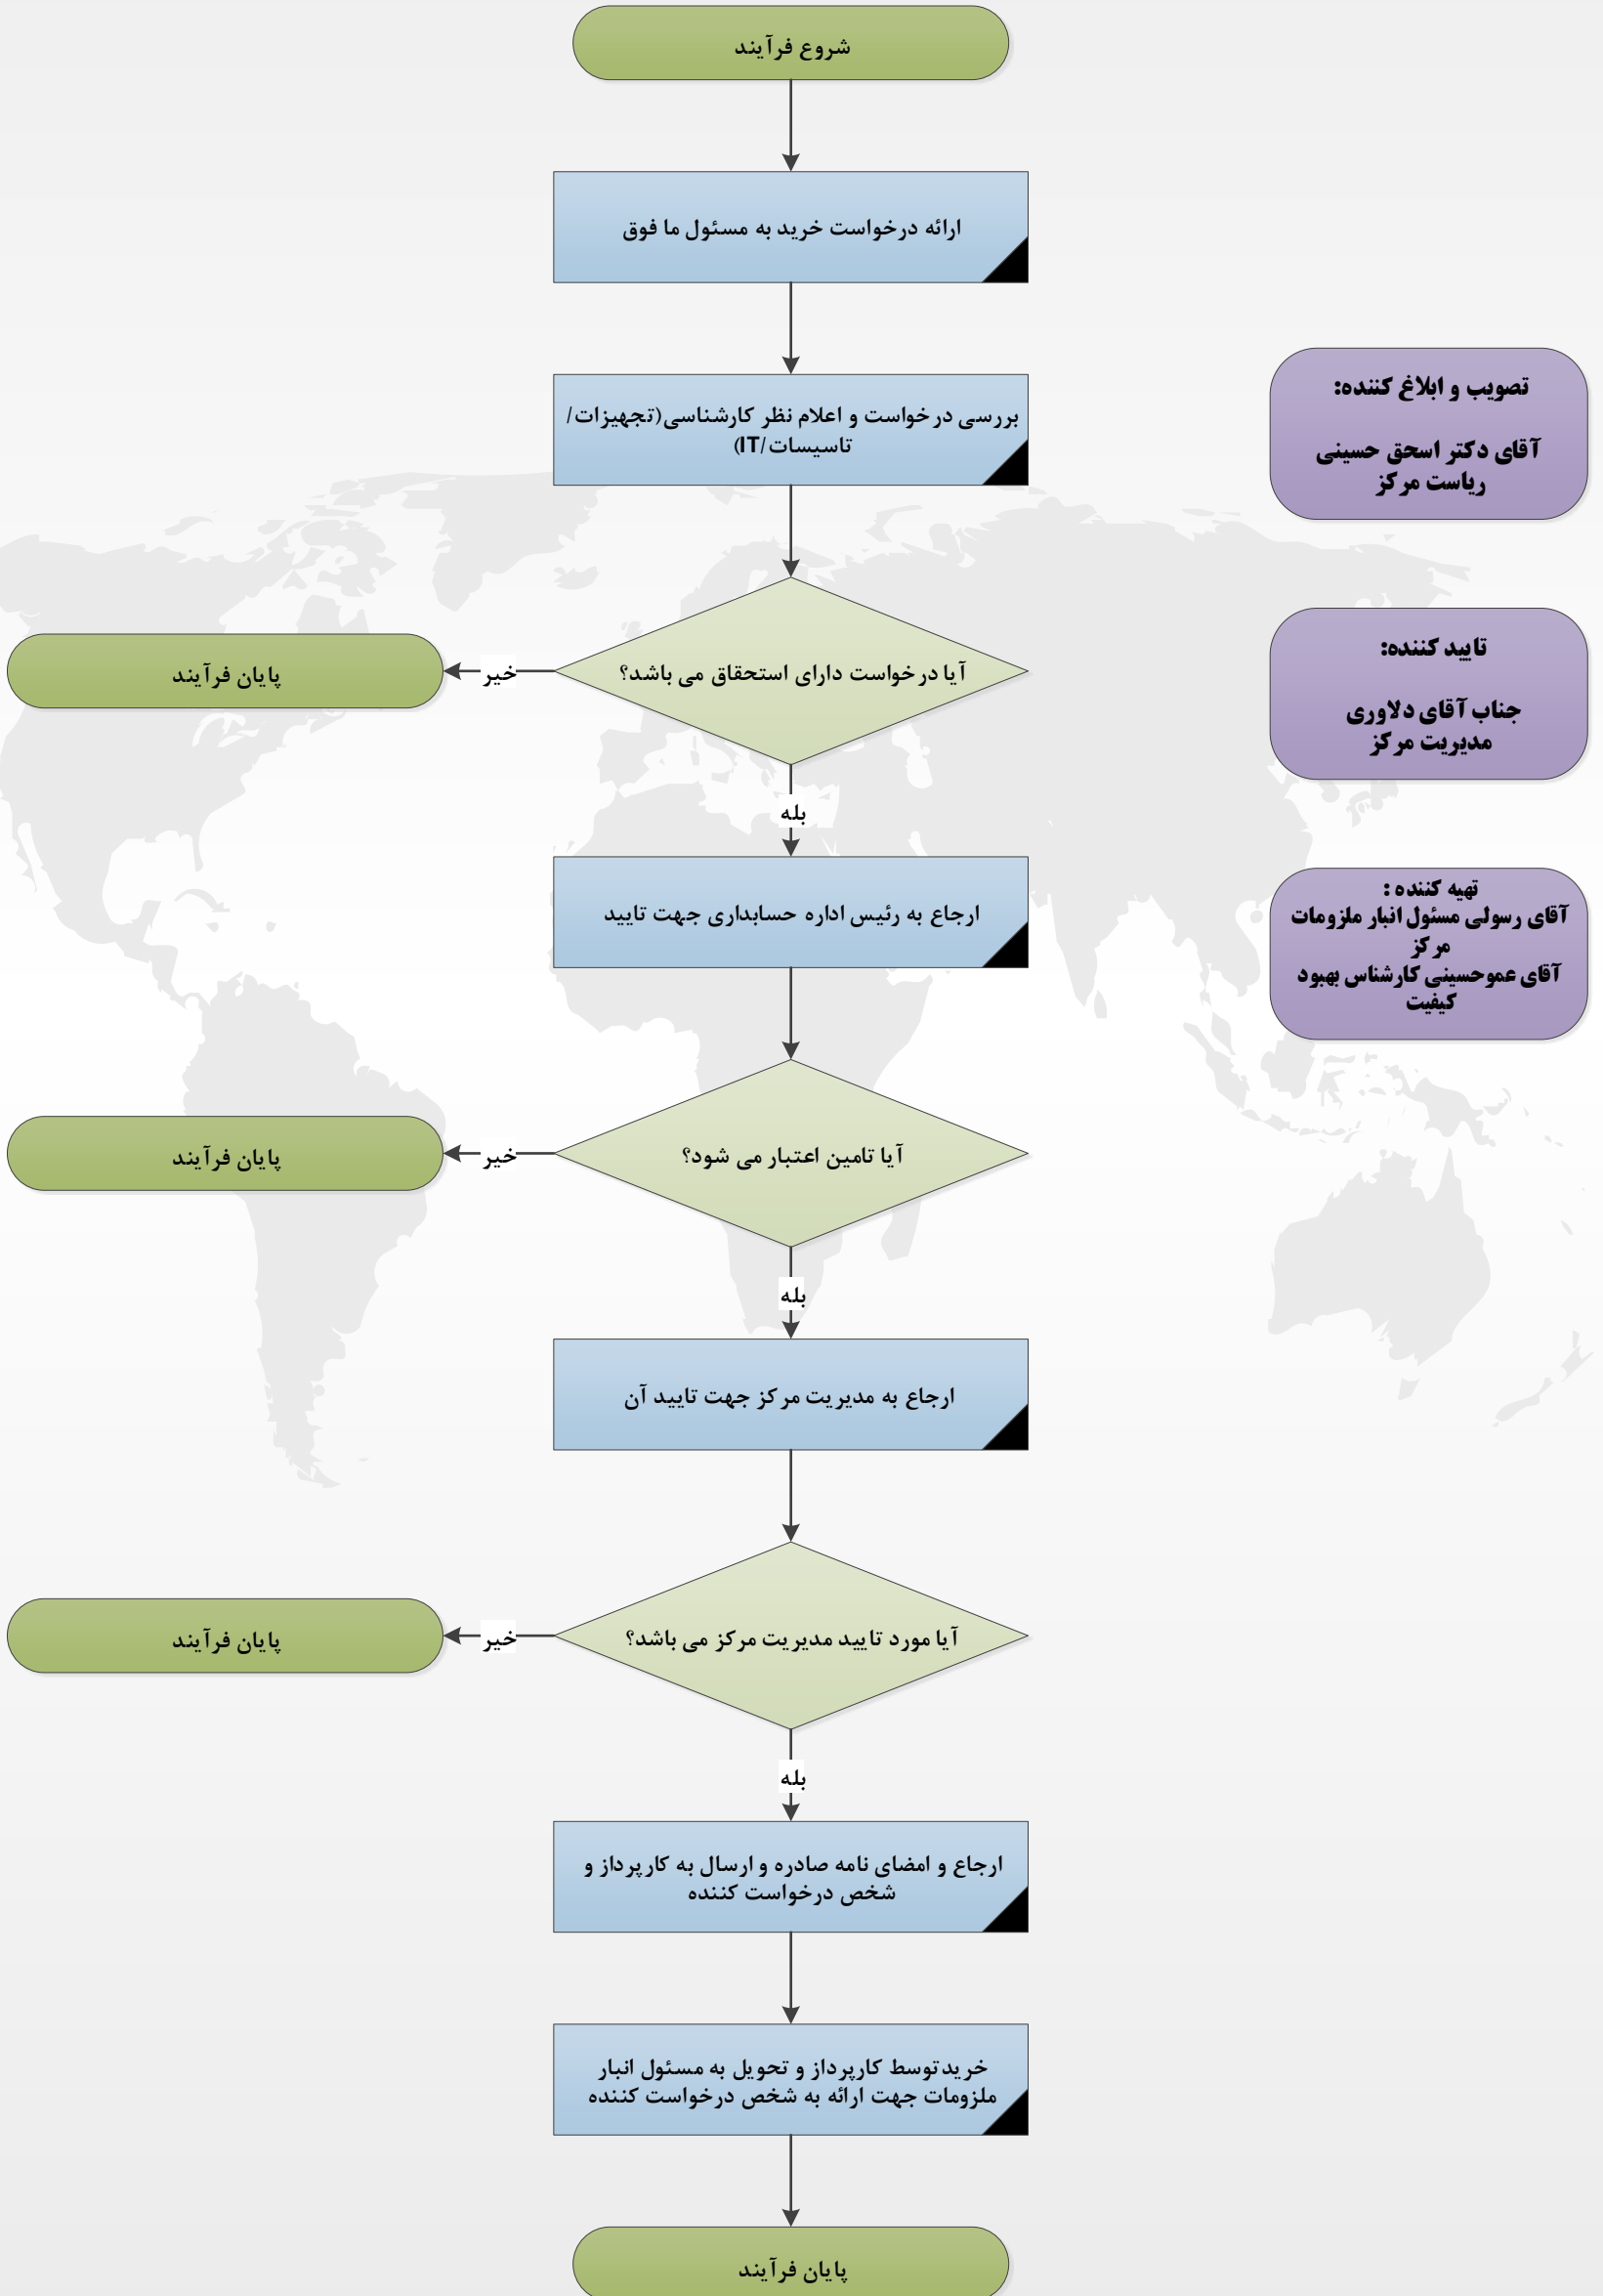 شروع فرآیند
ارائه درخواست خرید به مسئول ما فوق
بررسی درخواست و اعلام نظر کارشناسی(تجهیزات/
تاسیسات/IT)
آیا درخواست دارای استحقاق می باشد؟
خیر
پایان فرآیند
بله
ارجاع به رئیس اداره حسابداری جهت تایید
آیا تامین اعتبار می شود؟
خیر
پایان فرآیند
بله
ارجاع به مدیریت مرکز جهت تایید آن
آیا مورد تایید مدیریت مرکز می باشد؟
خیر
پایان فرآیند
بله
ارجاع و امضای نامه صادره و ارسال به کارپرداز و
شخص درخواست کننده
خریدتوسط کارپرداز و تحویل به مسئول انبار
ملزومات جهت ارائه به شخص درخواست کننده
پایان فرآیند
تصویب و ابلاغ کننده:
آقای دکتر اسحق حسینی
ریاست مرکز
تایید کننده:
جناب آقای دلاوری
مدیریت مرکز
تهیه کننده :
آقای رسولی مسئول انبار ملزومات
مرکز
آقای عموحسینی کارشناس بهبود
کیفیت